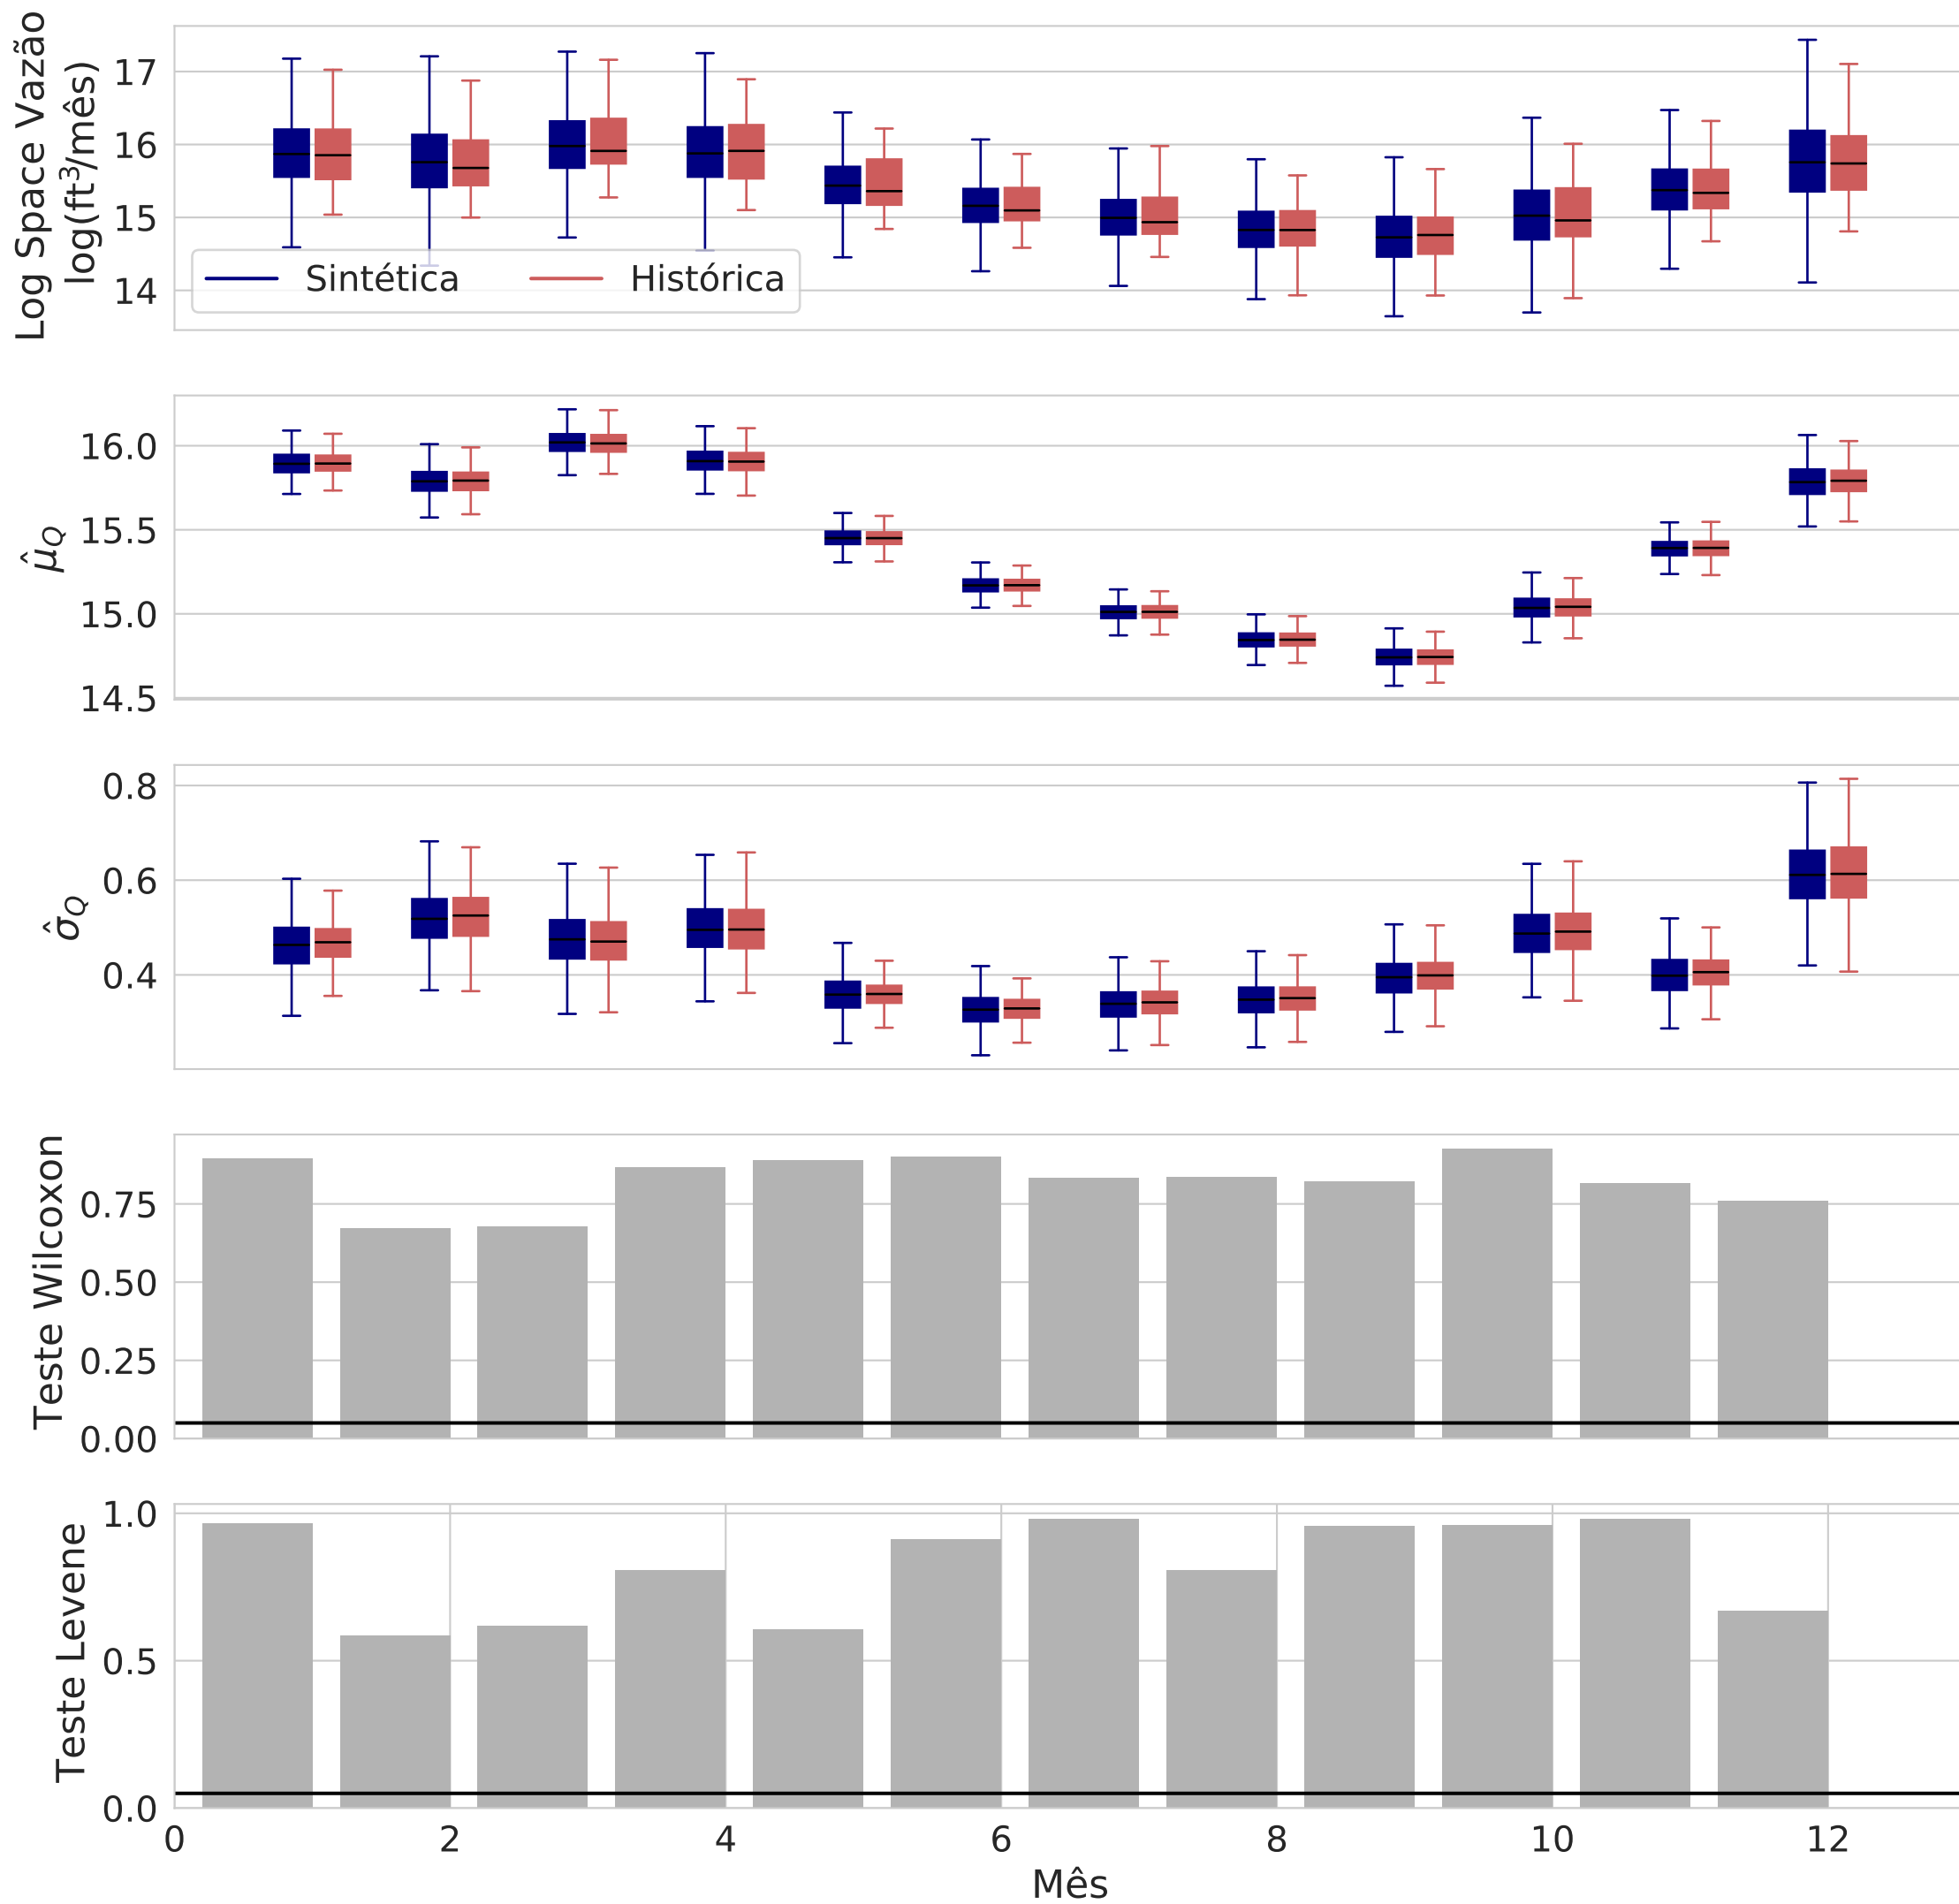 Log Space Vazão
log(ft³/mês)
17
16
15
14
Sintética Histórica
μ̂_Q
16.0
15.5
15.0
14.5
σ̂_Q
0.8
0.6
0.4
Teste Wilcoxon
0.75
0.50
0.25
0.00
Teste Levene
1.0
0.5
0.0
0 2 4 6 8 10 12
Mês